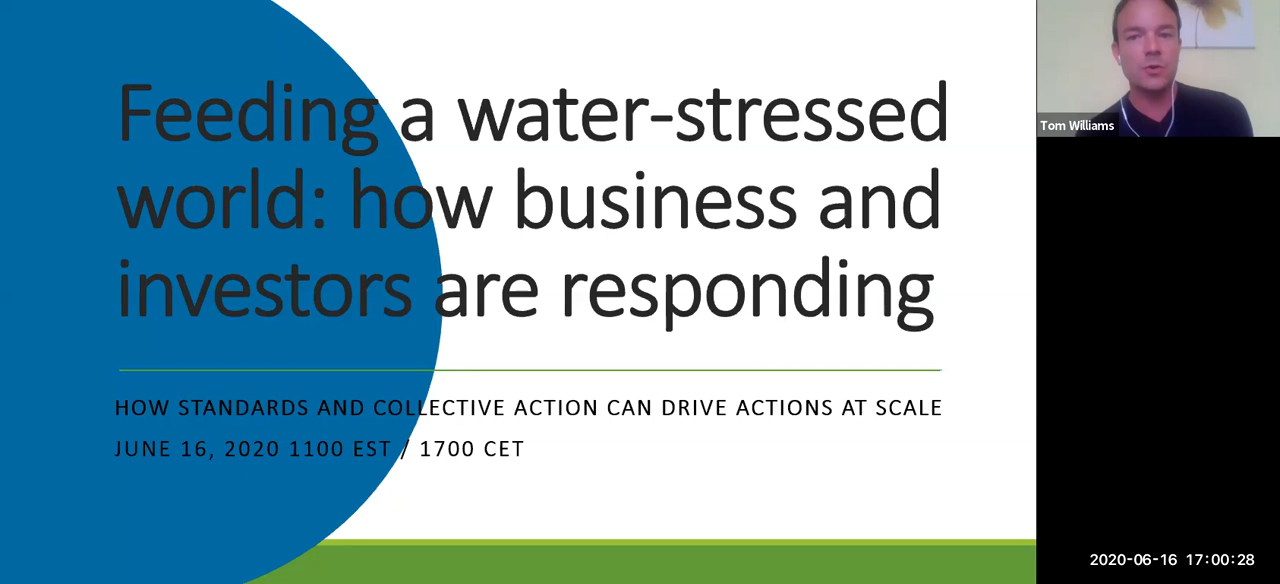 Feeding a water-stressed
world: how business and
investors are responding
HOW STANDARDS AND COLLECTIVE ACTION CAN DRIVE ACTIONS AT SCALE
JUNE 16, 2020 1100 EST / 1700 CET
Tom Williams
2020-06-16 17:00:28